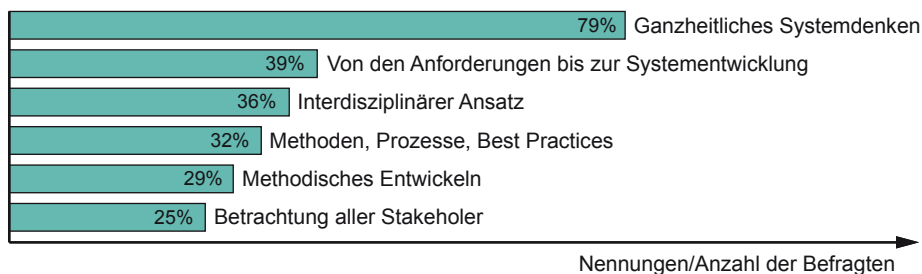 79% Ganzheitliches Systemdenken
39% Von den Anforderungen bis zur Systementwicklung
36% Interdisziplinärer Ansatz
32% Methoden, Prozesse, Best Practices
29% Methodisches Entwickeln
25% Betrachtung aller Stakeholer
Nennungen/Anzahl der Befragten